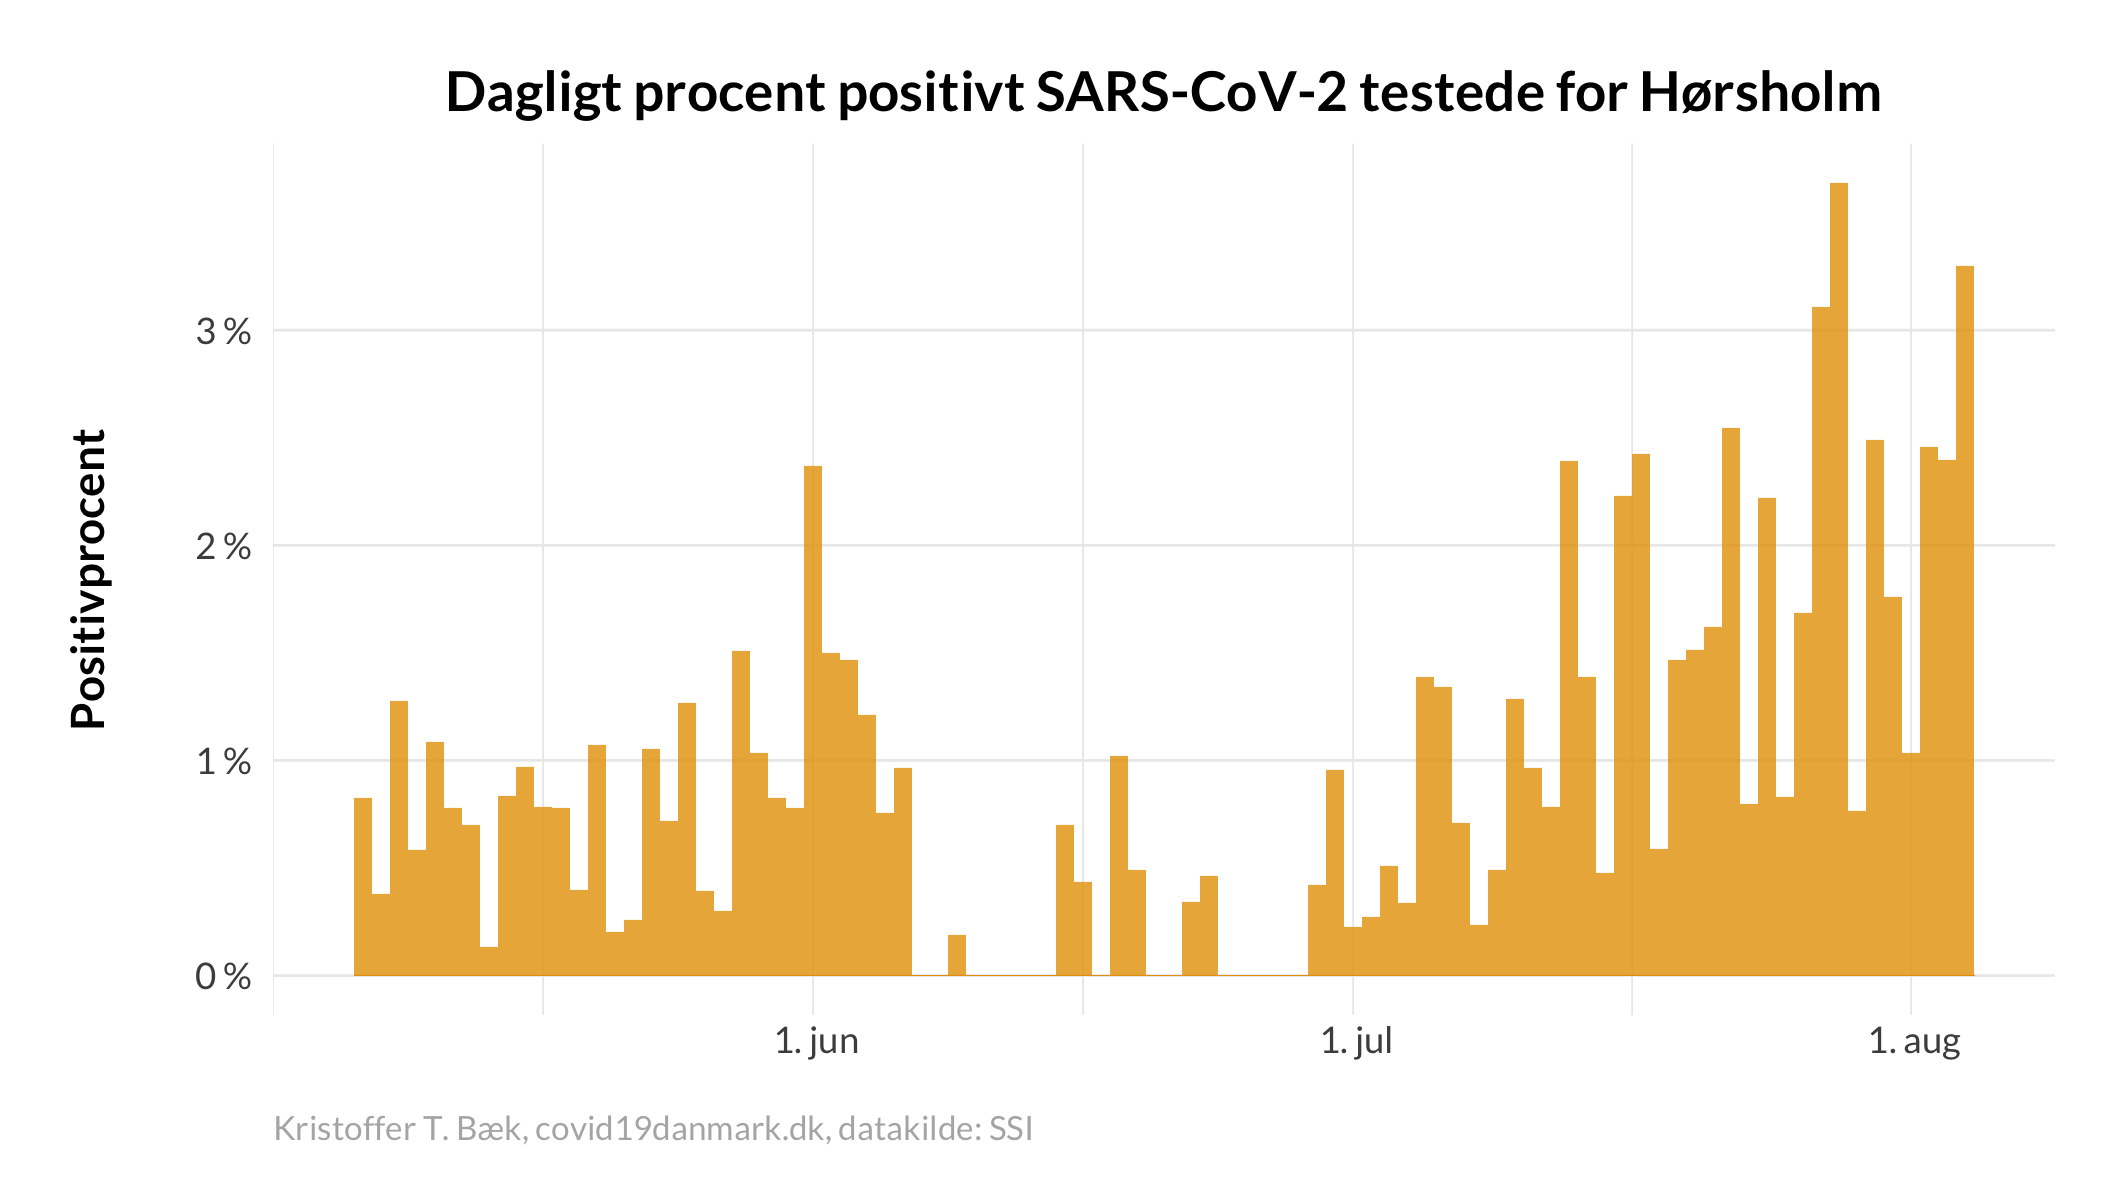 Dagligt procent positivt SARS-CoV-2 testede for Hørsholm
Positivprocent
3 %
2 %
1 %
0 %
1. jun
1. jul
1. aug
Kristoffer T. Bæk, covid19danmark.dk, datakilde: SSI